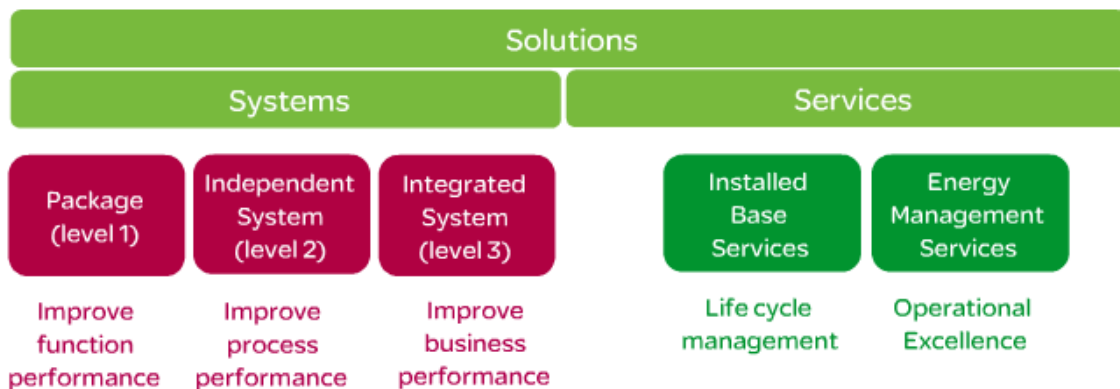 Solutions
Systems
Services
Package
(level 1)
Independent
System
(level 2)
Integrated
System
(level 3)
Installed
Base
Services
Energy
Management
Services
Improve
function
performance
Improve
process
performance
Improve
business
performance
Life cycle
management
Operational
Excellence